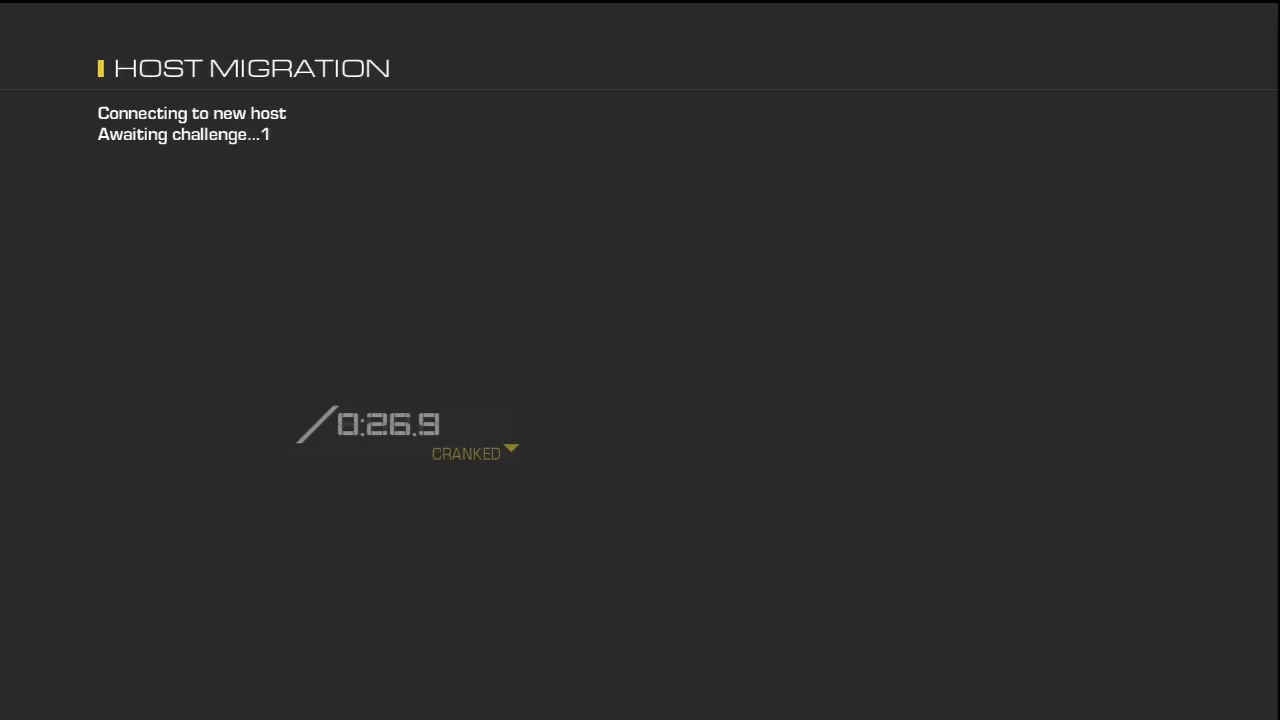 HOST MIGRATION
Connecting to new host
Awaiting challenge...1
0:26.9
CRANKED